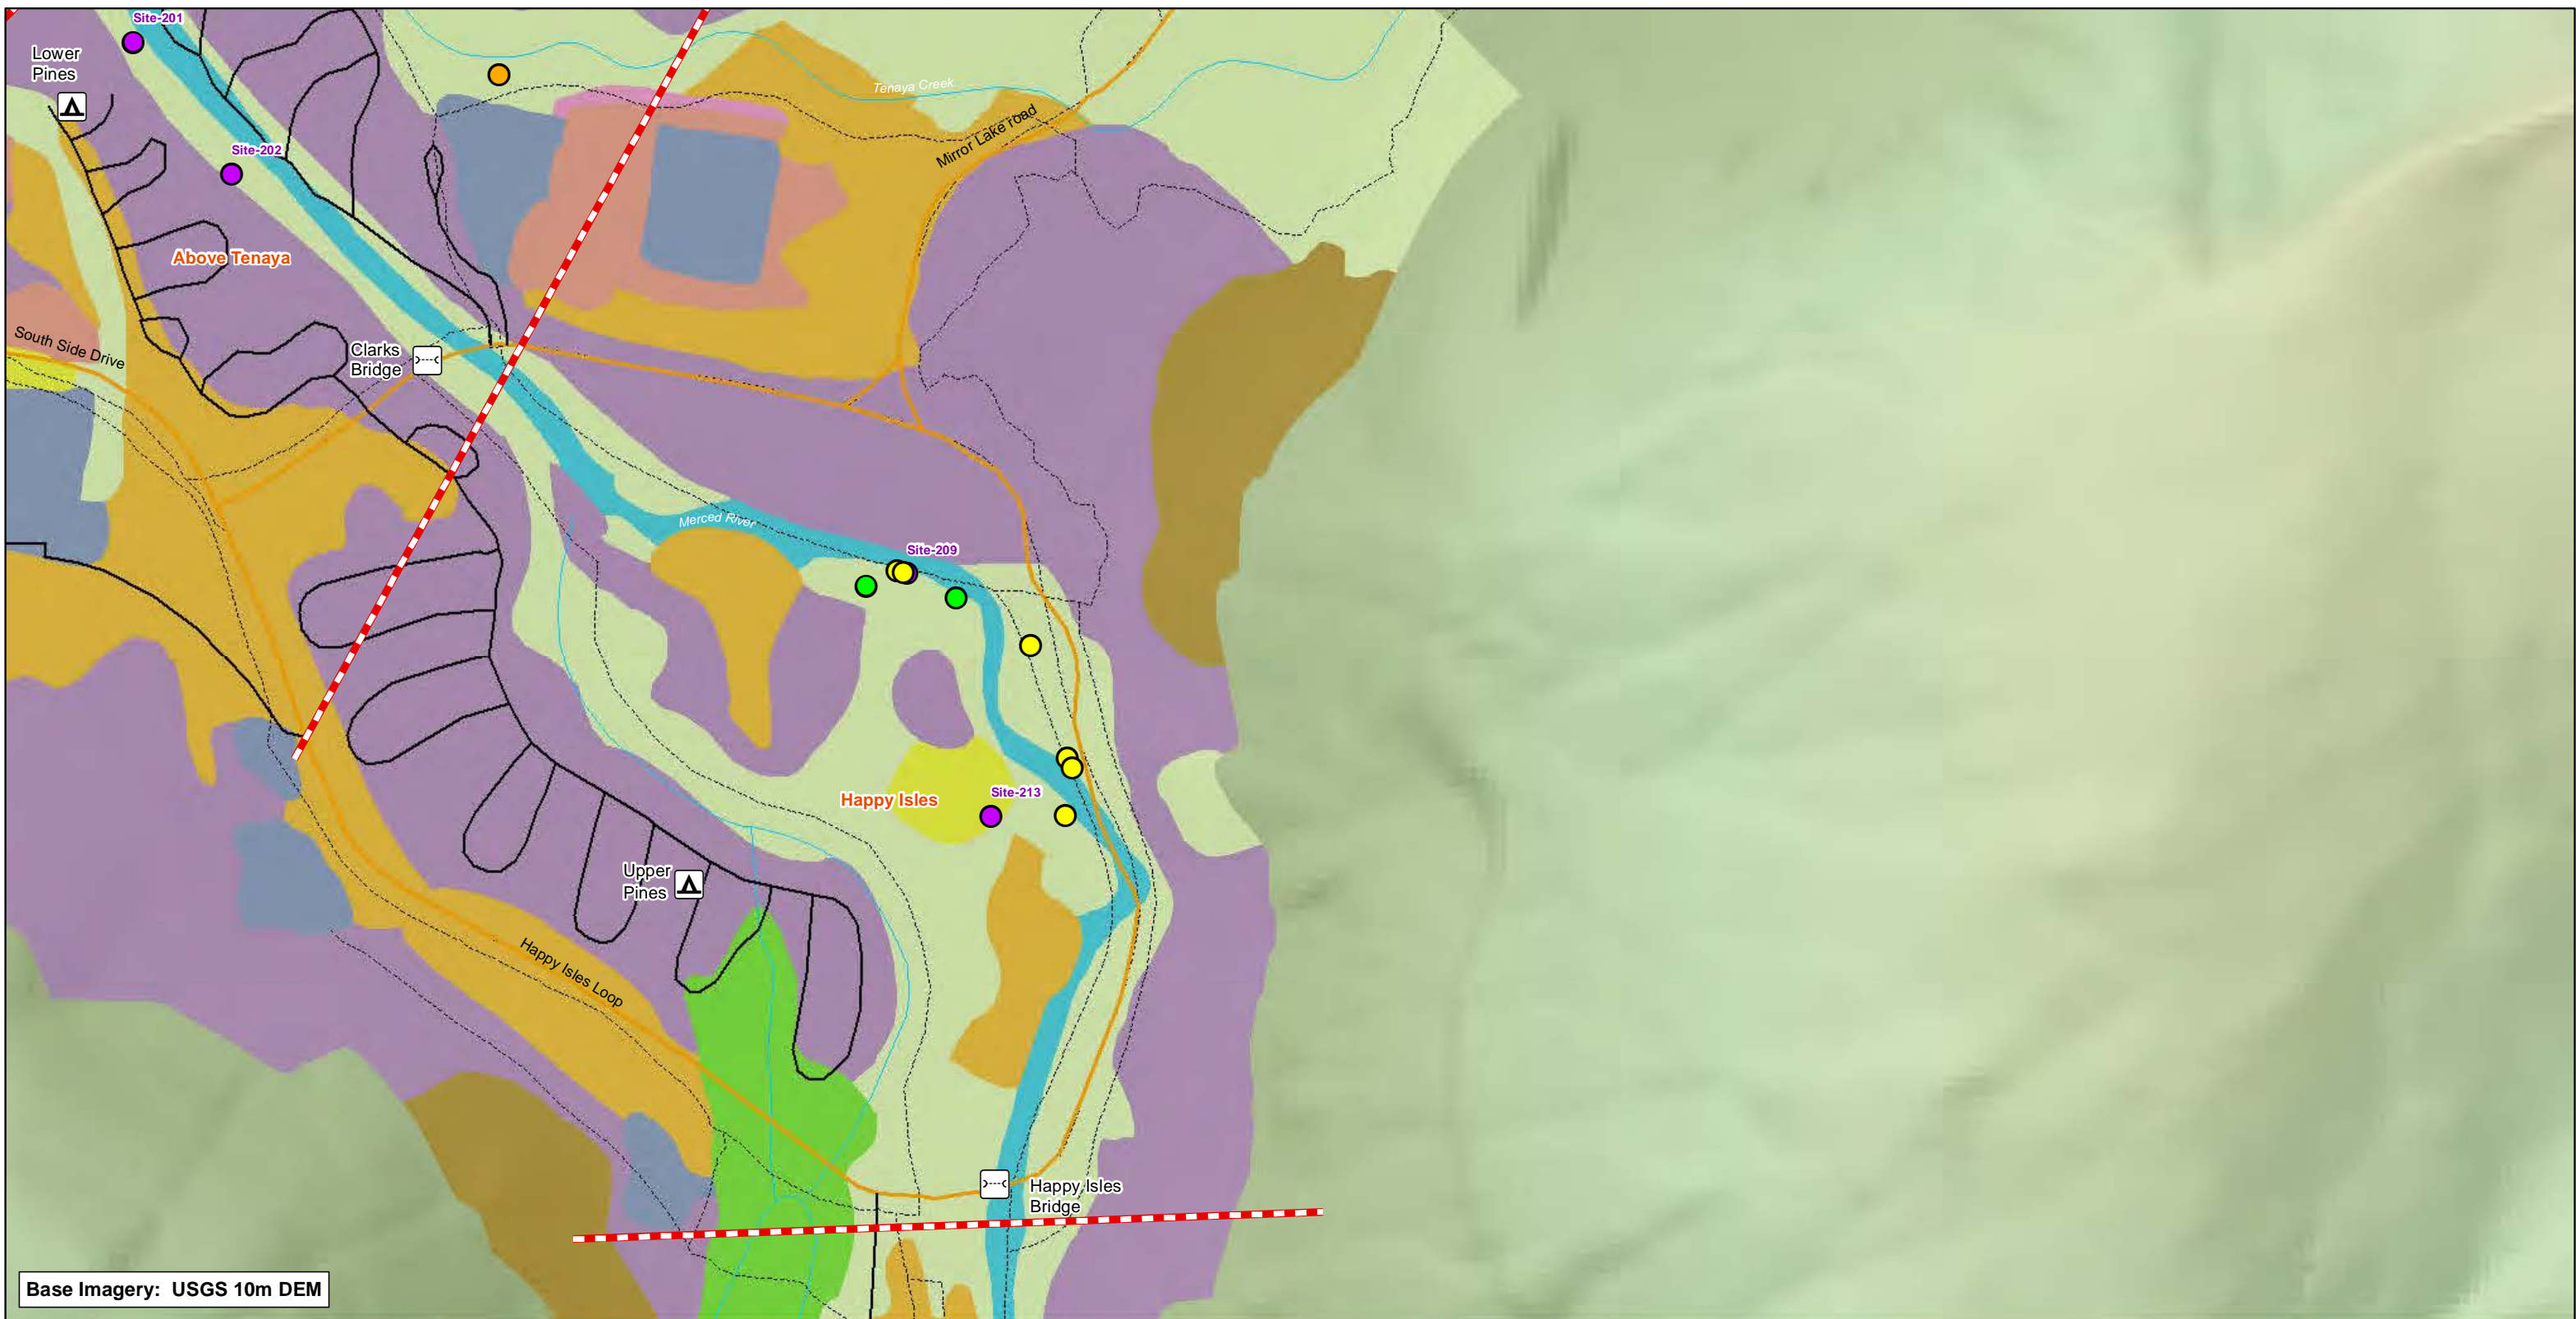 Site-201
Lower
Pines
Tenaya Creek
Mirror Lake road
Site-202
Above Tenaya
South Side Drive
Clarks
Bridge
Merced River
Site-209
Happy Isles
Site-213
Upper
Pines
Happy Isles Loop
Happy Isles
Bridge
Base Imagery: USGS 10m DEM